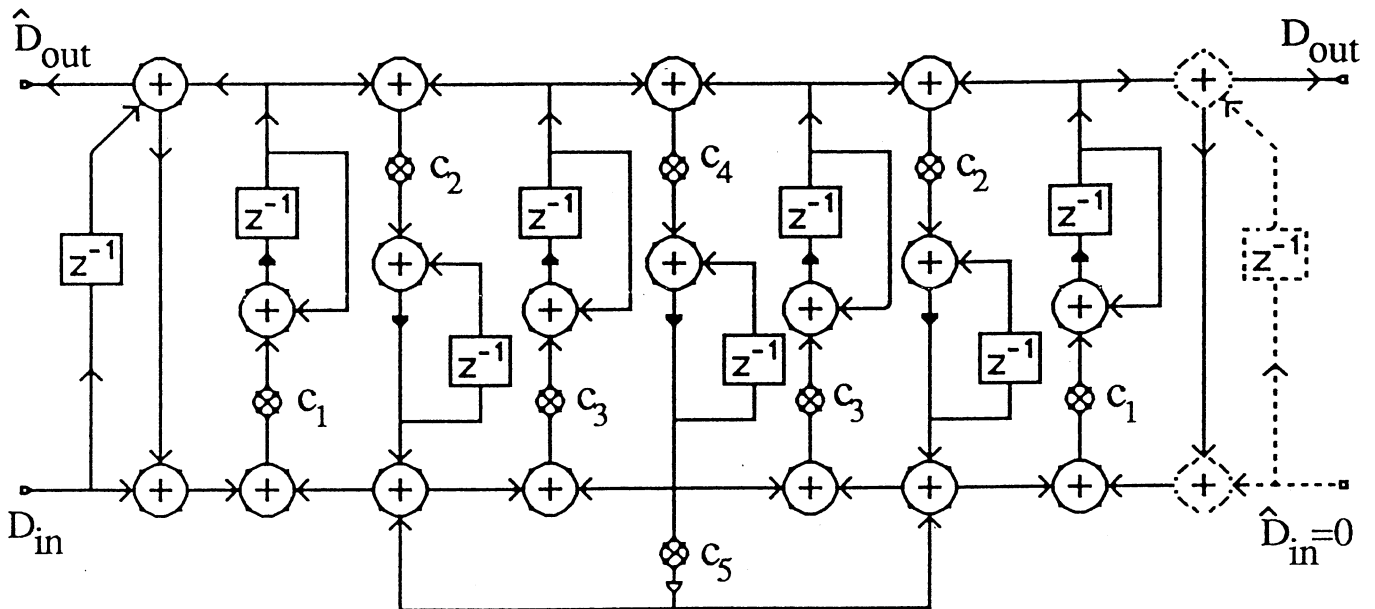 D̂out Dout
+ + + + +
c2 c4 c2
z⁻¹ z⁻¹ z⁻¹ z⁻¹
z⁻¹ + + + z⁻¹
+ + + +
z⁻¹ z⁻¹ z⁻¹
c1 c3 c3 c1
+ + + + + + + +
Din D̂in=0
c5